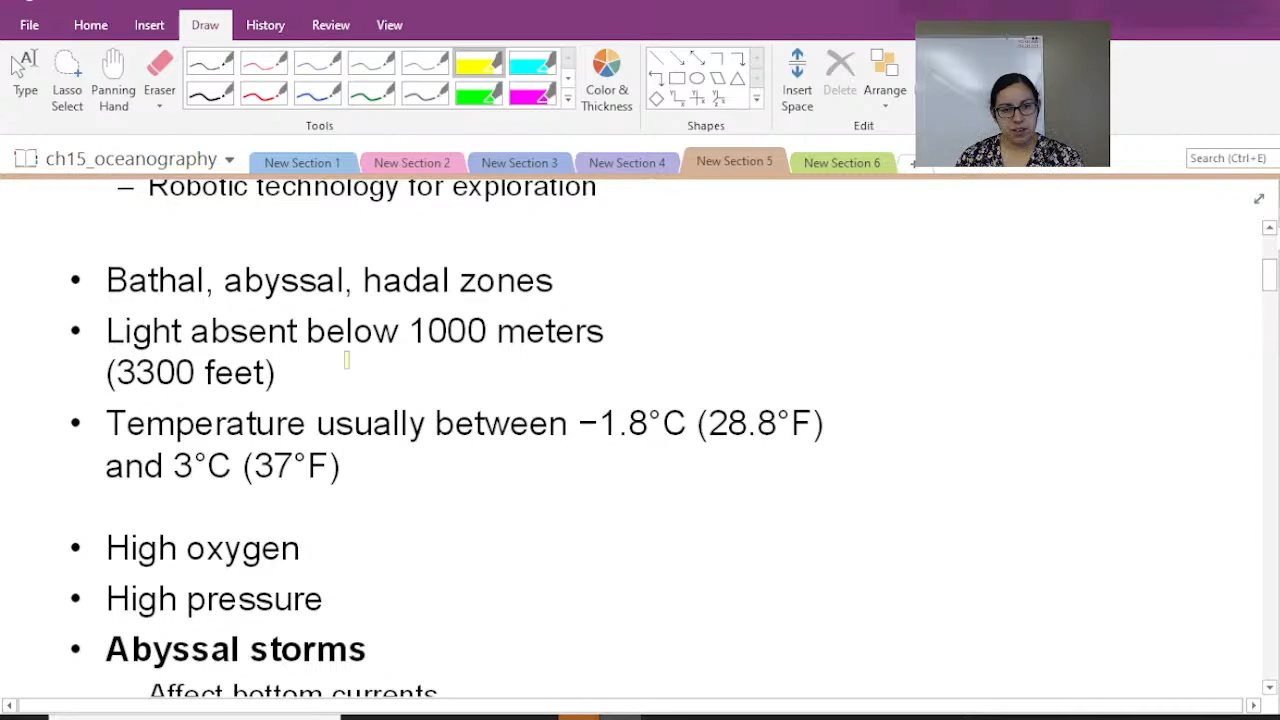 File Home Insert Draw History Review View
Type Lasso Select Panning Hand Eraser Color & Thickness Insert Space Delete Arrange
Tools Shapes Edit
ch15_oceanography New Section 1 New Section 2 New Section 3 New Section 4 New Section 5 New Section 6 Search (Ctrl+E)
– Robotic technology for exploration
• Bathal, abyssal, hadal zones
• Light absent below 1000 meters
(3300 feet)
• Temperature usually between −1.8°C (28.8°F)
and 3°C (37°F)
• High oxygen
• High pressure
• Abyssal storms
Affect bottom currents